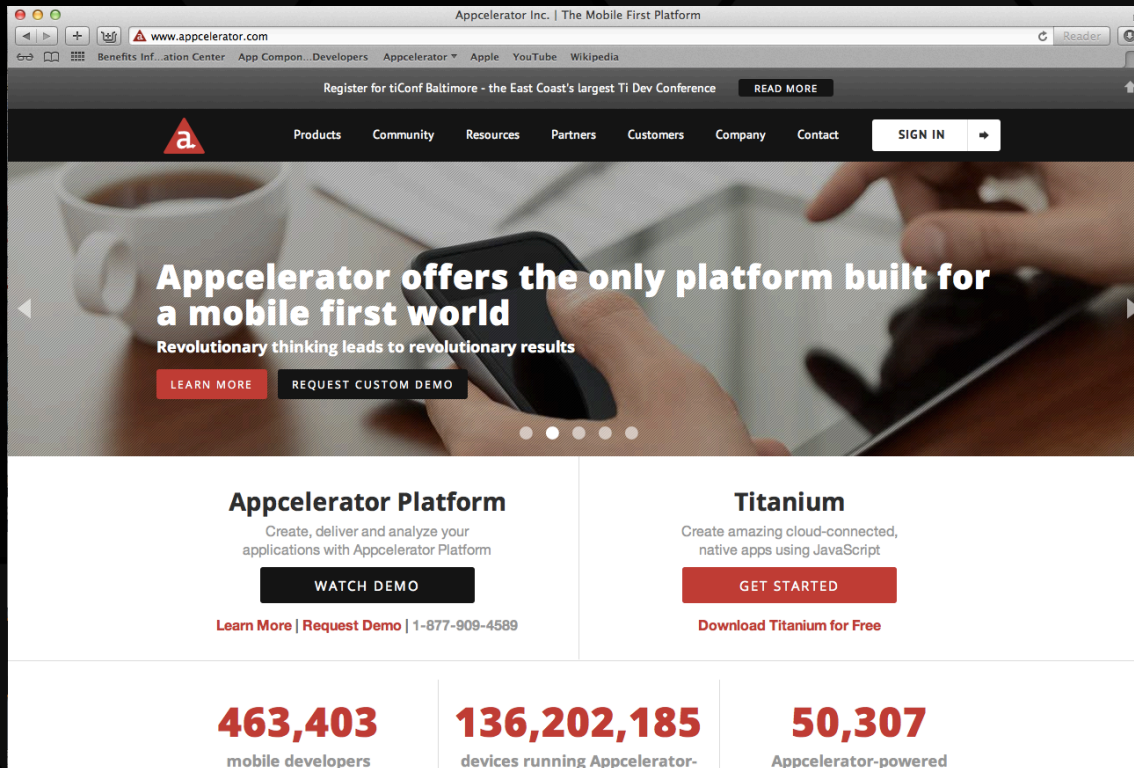 Appcelerator Inc. | The Mobile First Platform
www.appcelerator.com
Reader
Benefits Inf...ation Center App Compon...Developers Appcelerator Apple YouTube Wikipedia
Register for tiConf Baltimore - the East Coast's largest Ti Dev Conference READ MORE
a.
Products Community Resources Partners Customers Company Contact SIGN IN
Appcelerator offers the only platform built for
a mobile first world
Revolutionary thinking leads to revolutionary results
LEARN MORE REQUEST CUSTOM DEMO
Appcelerator Platform
Create, deliver and analyze your
applications with Appcelerator Platform
WATCH DEMO
Learn More | Request Demo | 1-877-909-4589
Titanium
Create amazing cloud-connected,
native apps using JavaScript
GET STARTED
Download Titanium for Free
463,403
mobile developers
136,202,185
devices running Appcelerator-
50,307
Appcelerator-powered